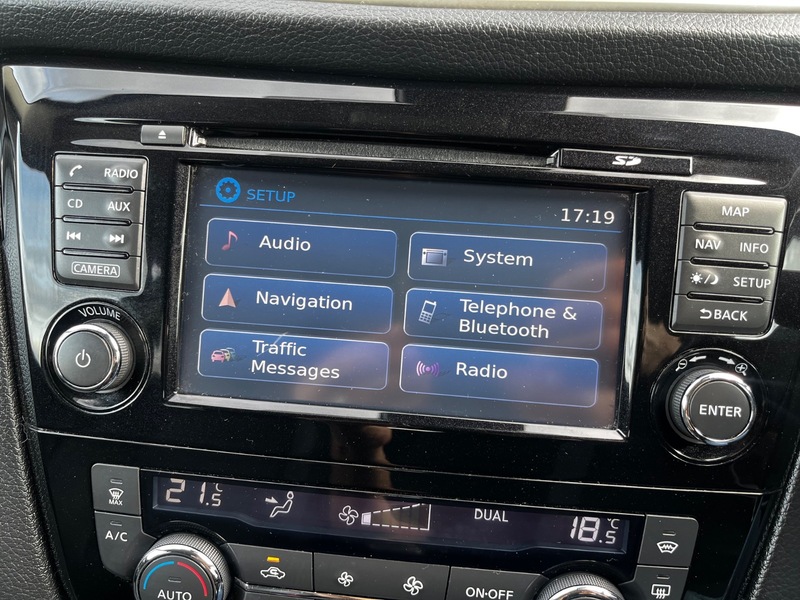 SD
RADIO
CD AUX
CAMERA
VOLUME
SETUP
17:19
Audio
System
Navigation
Telephone &
Bluetooth
Traffic
Messages
Radio
MAP
NAV INFO
SETUP
BACK
ENTER
21.5
DUAL
18.5
°C
MAX
A/C
AUTO
ON·OFF